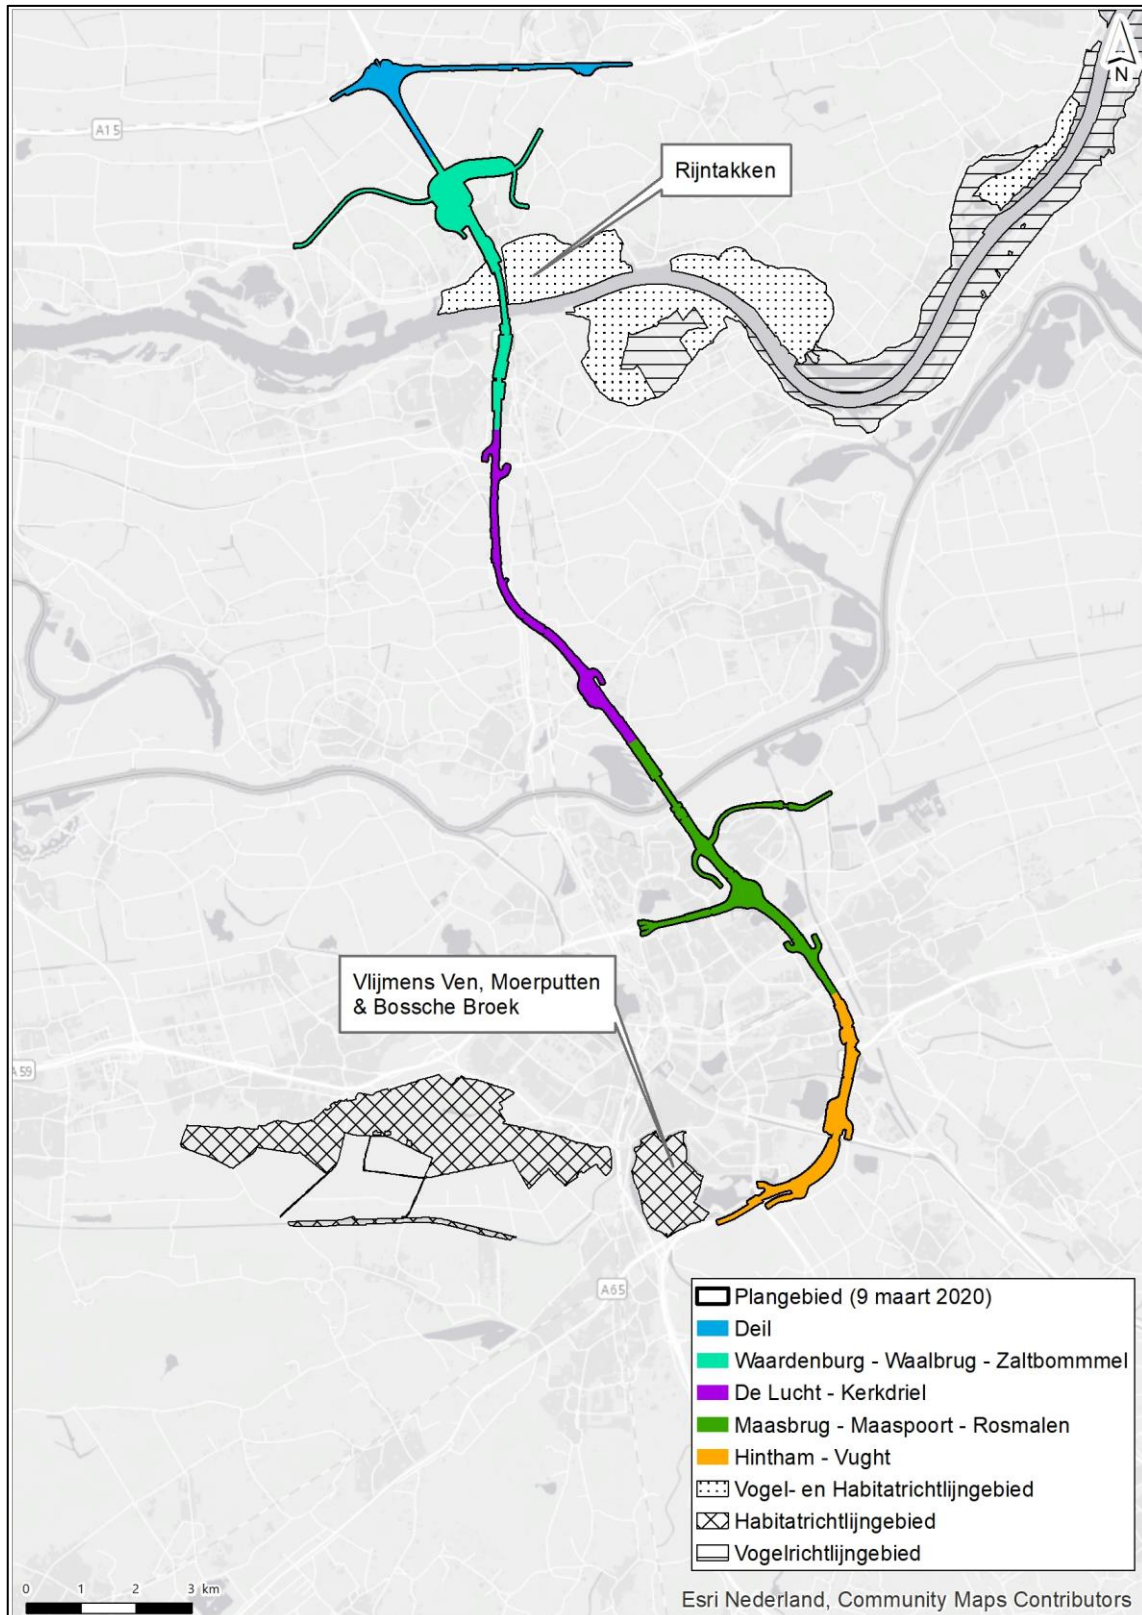 N
A15
Rijntakken
Vlijmens Ven, Moerputten
& Bossche Broek
A59
A65
Plangebied (9 maart 2020)
Deil
Waardenburg - Waalbrug - Zaltbommmel
De Lucht - Kerkdriel
Maasbrug - Maaspoort - Rosmalen
Hintham - Vught
Vogel- en Habitatrichtlijngebied
Habitatrichtlijngebied
Vogelrichtlijngebied
0 1 2 3 km
Esri Nederland, Community Maps Contributors